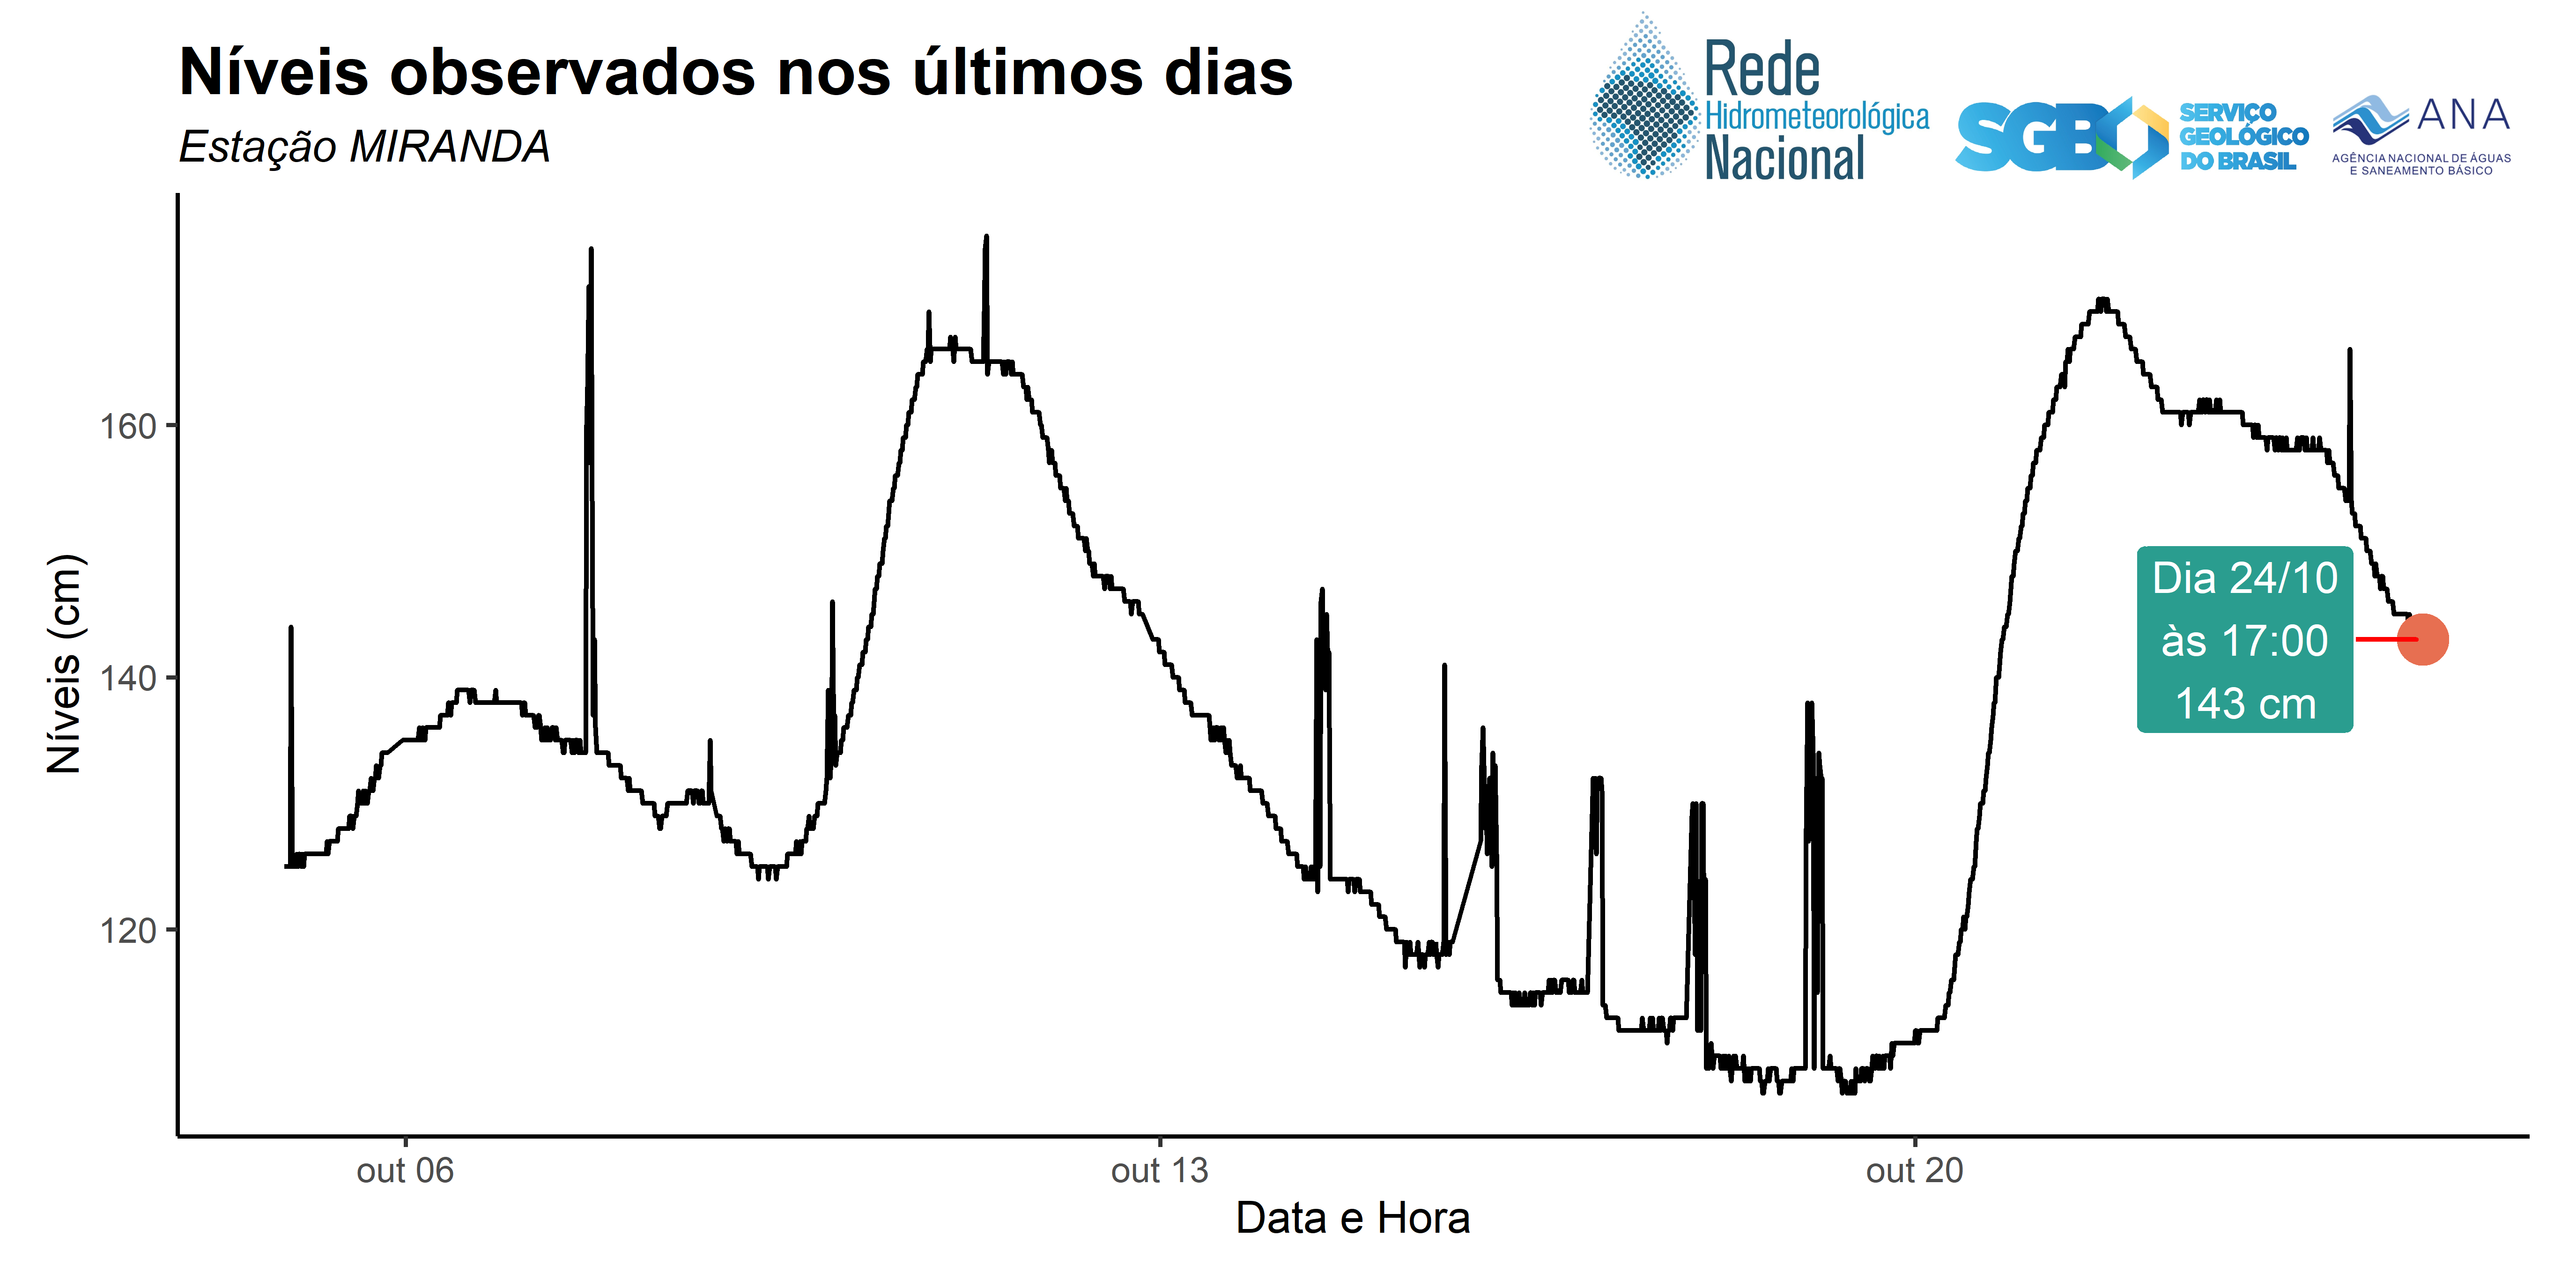 Níveis observados nos últimos dias
Estação MIRANDA
Rede
Hidrometeorológica
Nacional
SGB
SERVIÇO
GEOLÓGICO
DO BRASIL
ANA
AGÊNCIA NACIONAL DE ÁGUAS
E SANEAMENTO BÁSICO
Níveis (cm)
160
140
120
Dia 24/10
às 17:00
143 cm
out 06
out 13
out 20
Data e Hora